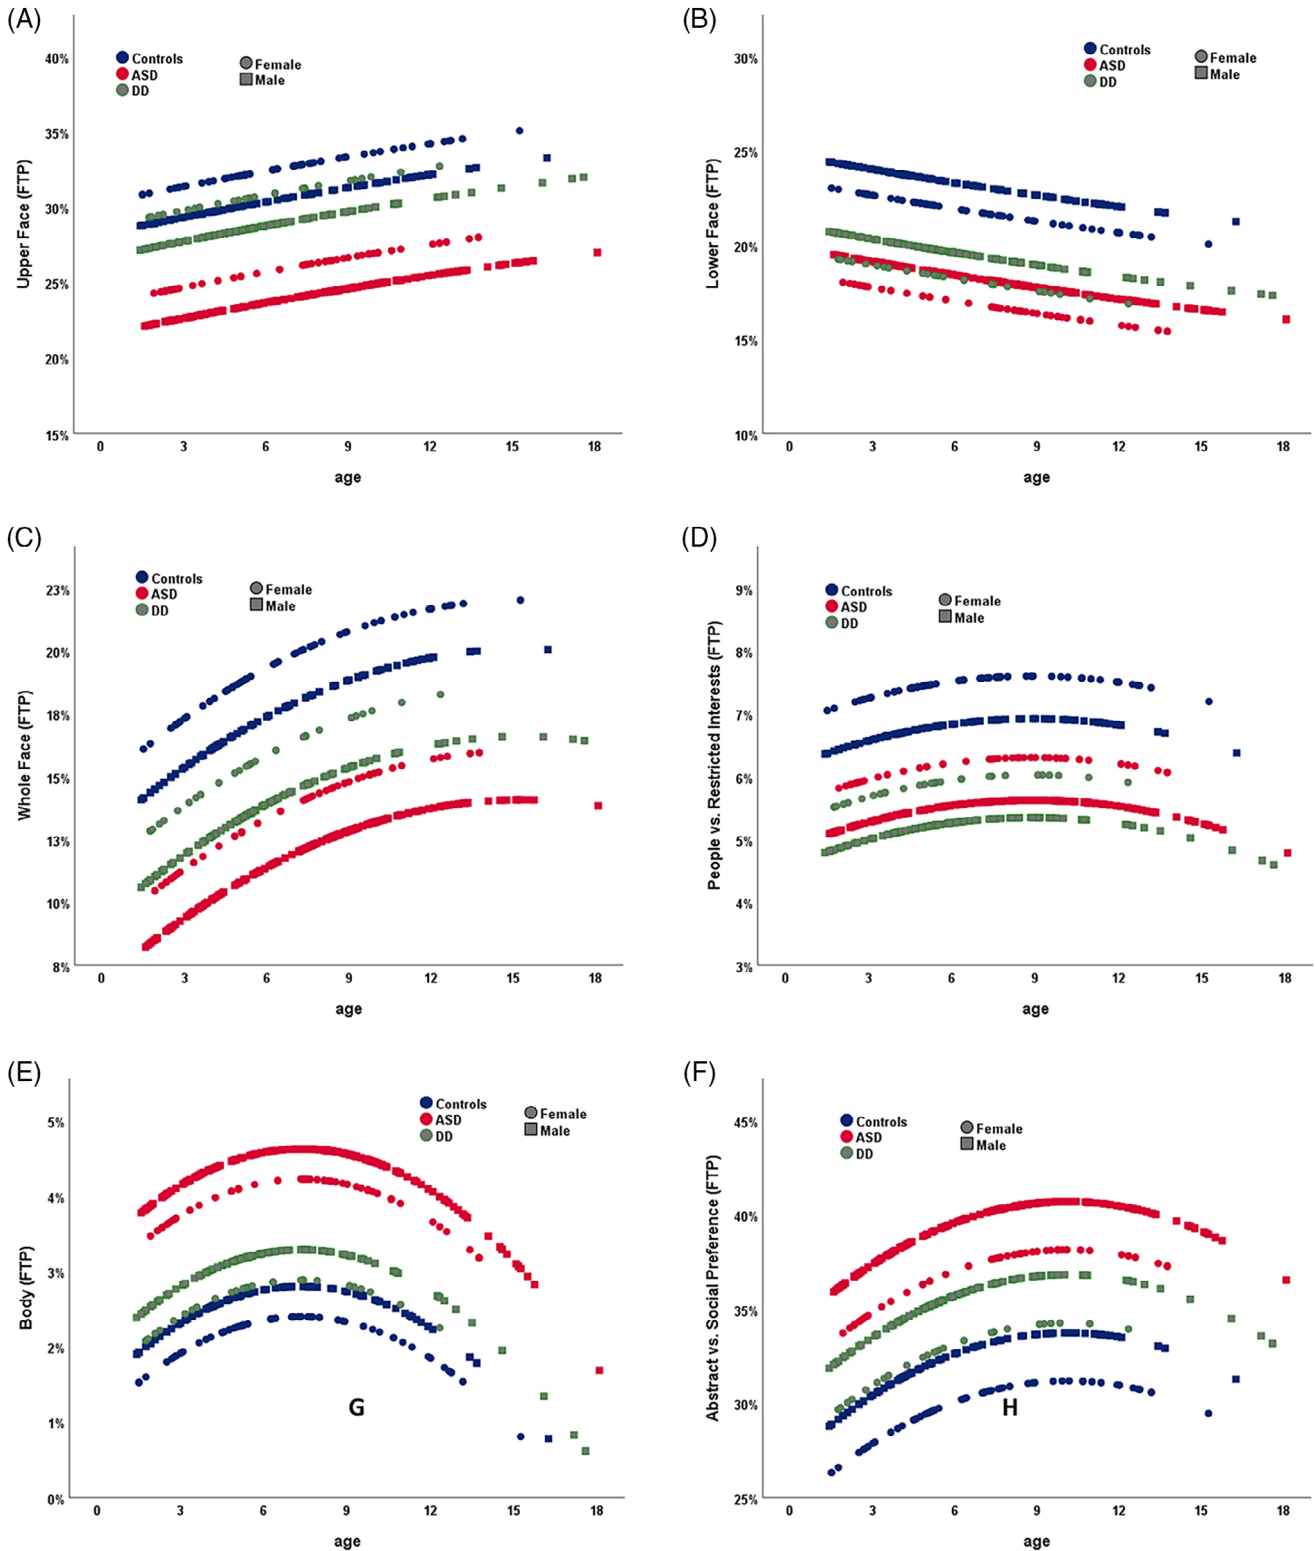 (A)
Upper Face (FTP)
40%
35%
30%
25%
20%
15%
Controls
ASD
DD
Female
Male
0 3 6 9 12 15 18
age
(B)
Lower Face (FTP)
30%
25%
20%
15%
10%
Controls
ASD
DD
Female
Male
0 3 6 9 12 15 18
age
(C)
Whole Face (FTP)
23%
20%
18%
15%
13%
10%
8%
Controls
ASD
DD
Female
Male
0 3 6 9 12 15 18
age
(D)
People vs. Restricted Interests (FTP)
9%
8%
7%
6%
5%
4%
3%
Controls
ASD
DD
Female
Male
0 3 6 9 12 15 18
age
(E)
Body (FTP)
5%
4%
3%
2%
1%
0%
Controls
ASD
DD
Female
Male
G
0 3 6 9 12 15 18
age
(F)
Abstract vs. Social Preference (FTP)
45%
40%
35%
30%
25%
Controls
ASD
DD
Female
Male
H
0 3 6 9 12 15 18
age